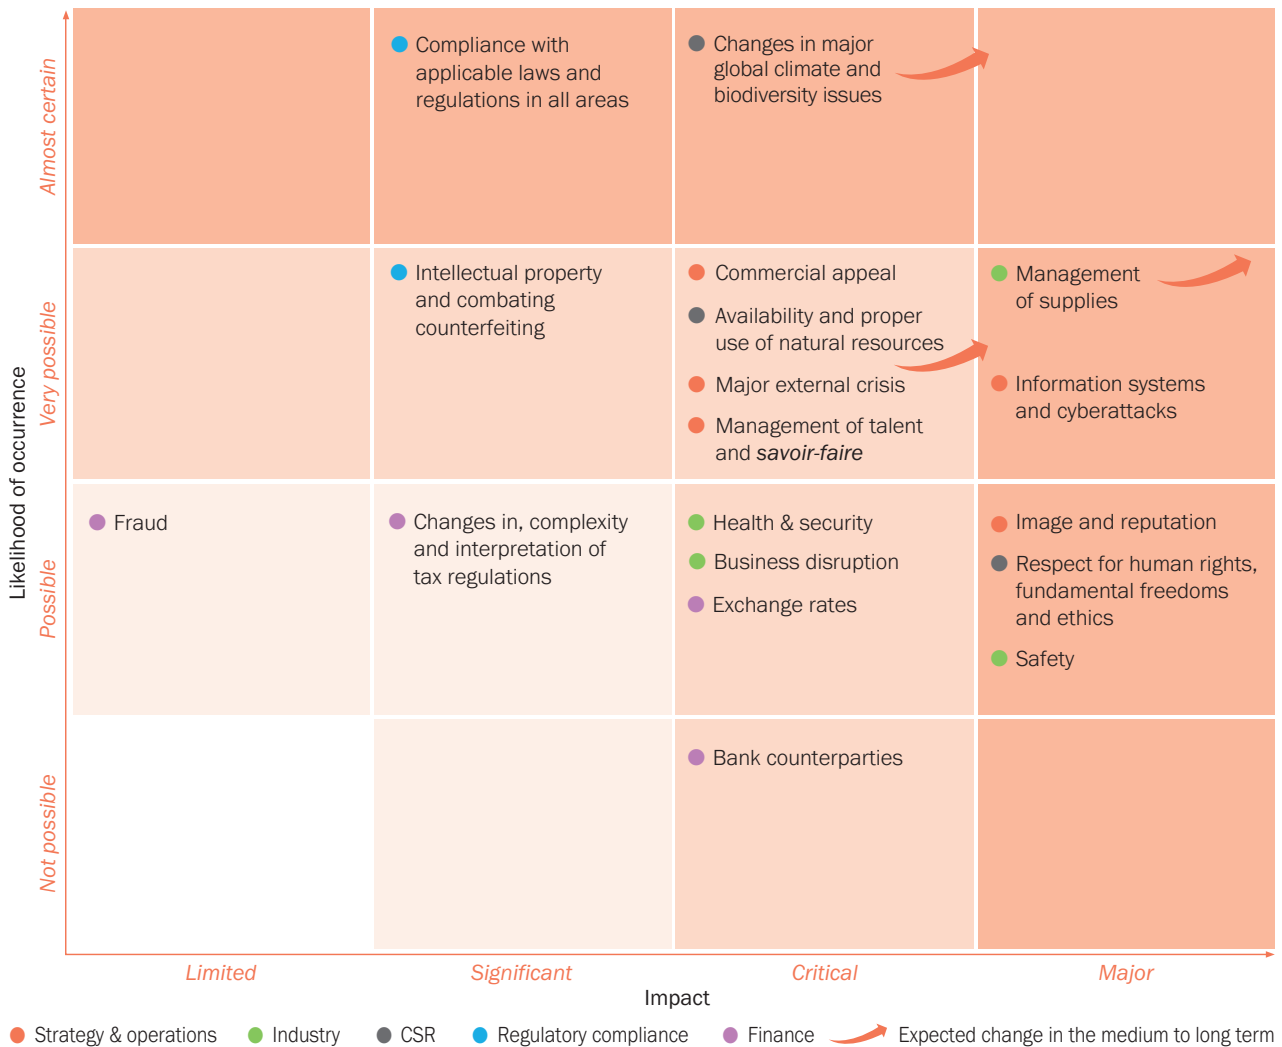 Likelihood of occurrence
Almost certain
Compliance with
applicable laws and
regulations in all areas
Changes in major
global climate and
biodiversity issues
Very possible
Intellectual property
and combating
counterfeiting
Commercial appeal
Availability and proper
use of natural resources
Major external crisis
Management of talent
and savoir-faire
Management
of supplies
Information systems
and cyberattacks
Possible
Fraud
Changes in, complexity
and interpretation of
tax regulations
Health & security
Business disruption
Exchange rates
Image and reputation
Respect for human rights,
fundamental freedoms
and ethics
Safety
Not possible
Bank counterparties
Limited
Significant
Critical
Major
Impact
Strategy & operations
Industry
CSR
Regulatory compliance
Finance
Expected change in the medium to long term